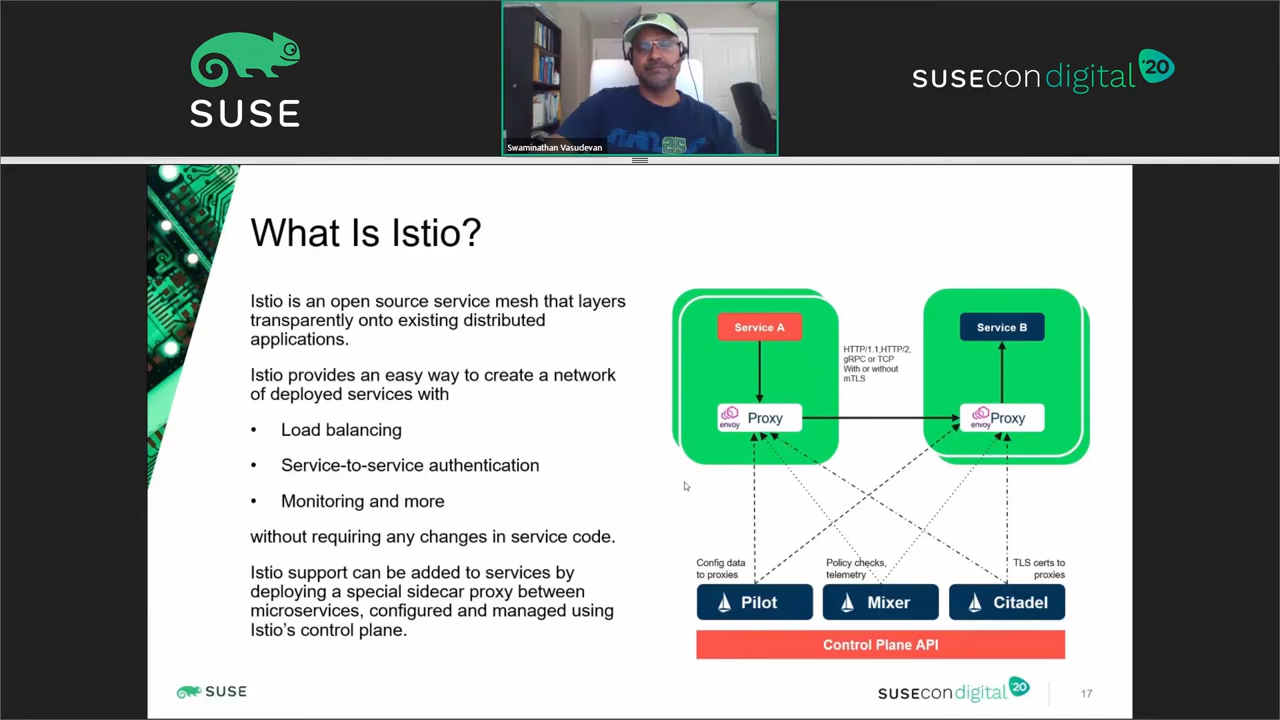 SUSE
SUSECON digital '20
Swaminathan Vasudevan
What Is Istio?
Istio is an open source service mesh that layers
transparently onto existing distributed
applications.
Istio provides an easy way to create a network
of deployed services with
• Load balancing
• Service-to-service authentication
• Monitoring and more
without requiring any changes in service code.
Istio support can be added to services by
deploying a special sidecar proxy between
microservices, configured and managed using
Istio's control plane.
Service A
Service B
HTTP/1.1,HTTP/2,
gRPC or TCP
With or without
mTLS
envoy Proxy
envoy Proxy
Config data
to proxies
Policy checks,
telemetry
TLS certs to
proxies
Pilot
Mixer
Citadel
Control Plane API
SUSE
SUSECON digital '20
17